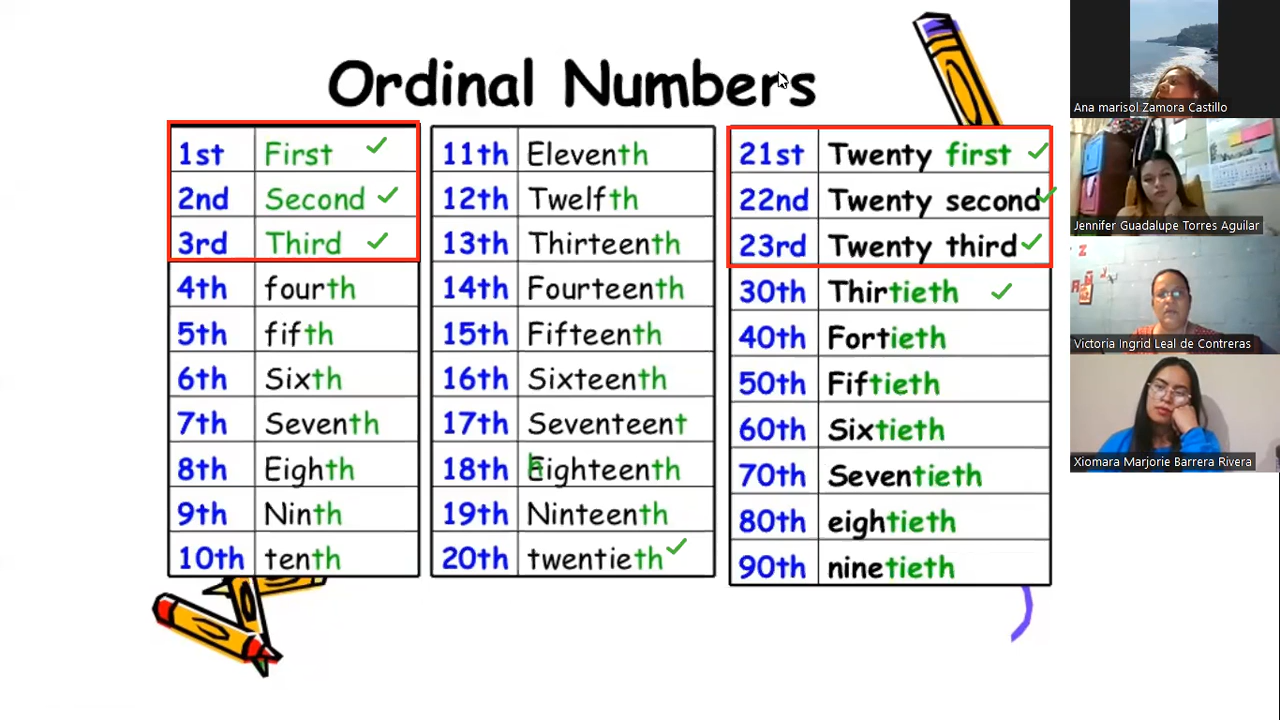 Ordinal Numbers
1st First
2nd Second
3rd Third
4th fourth
5th fifth
6th Sixth
7th Seventh
8th Eighth
9th Ninth
10th tenth
11th Eleventh
12th Twelfth
13th Thirteenth
14th Fourteenth
15th Fifteenth
16th Sixteenth
17th Seventeent
h
18th Eighteenth
19th Ninteenth
20th twentieth
21st Twenty first
22nd Twenty second
23rd Twenty third
30th Thirtieth
40th Fortieth
50th Fiftieth
60th Sixtieth
70th Seventieth
80th eightieth
90th ninetieth
Ana marisol Zamora Castillo
Jennifer Guadalupe Torres Aguilar
Victoria Ingrid Leal de Contreras
Xiomara Marjorie Barrera Rivera